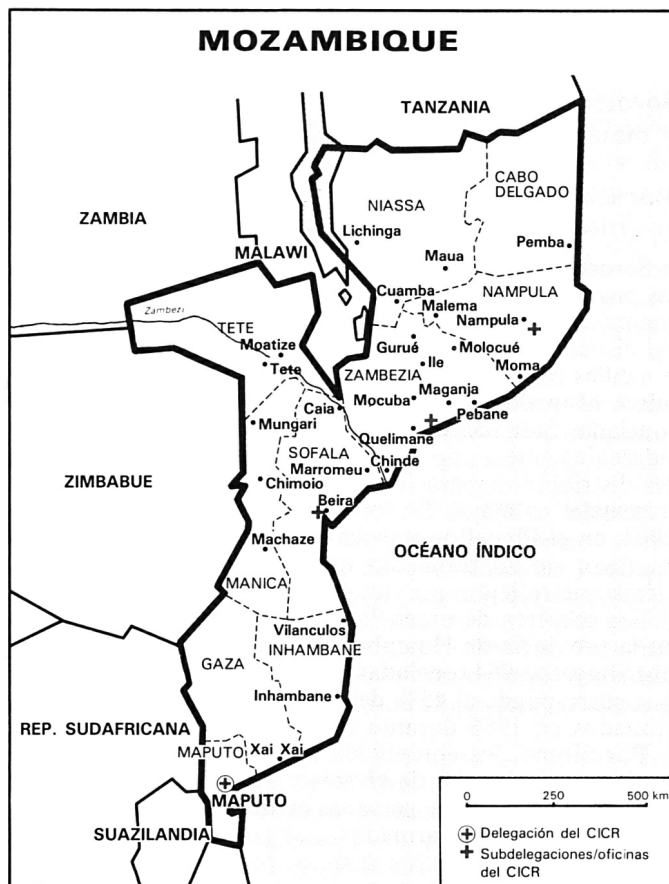 MOZAMBIQUE
TANZANIA
CABO
DELGADO
NIASSA
ZAMBIA
Lichinga
Pemba
MALAWI
Maua
Cuamba
NAMPULA
Malema
Zambezi
TETE
Nampula
Moatize
Gurué
Molocué
Tete
Ile
Moma
ZAMBEZIA
Mocuba
Maganja
Caia
Pebane
Mungari
Quelimane
SOFALA
Marromeu
Chinde
ZIMBABUE
Chimoio
Beira
Machaze
OCÉANO ÍNDICO
MANICA
Vilanculos
INHAMBANE
GAZA
Inhambane
REP. SUDAFRICANA
MAPUTO
Xai Xai
MAPUTO
SUAZILANDIA
0 250 500 km
Delegación del CICR
Subdelegaciones/oficinas
del CICR